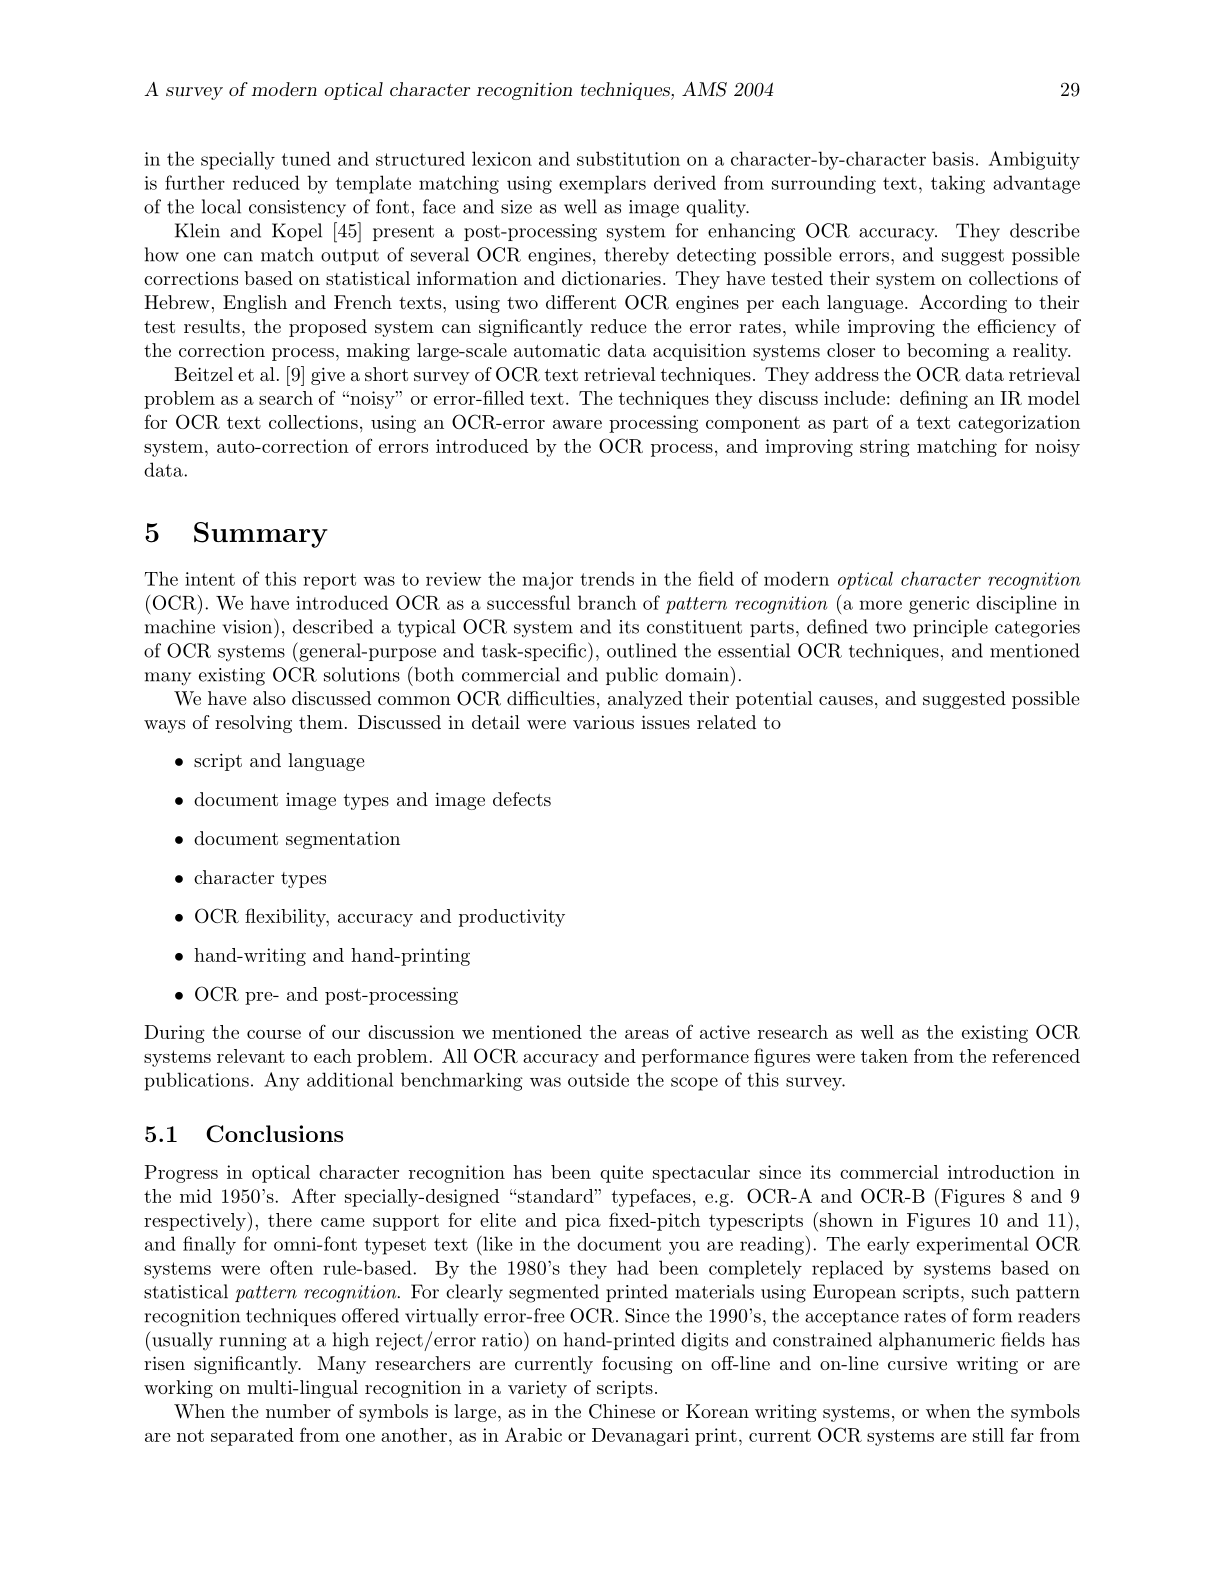 A survey of modern optical character recognition techniques, AMS 2004 29
in the specially tuned and structured lexicon and substitution on a character-by-character basis. Ambiguity
is further reduced by template matching using exemplars derived from surrounding text, taking advantage
of the local consistency of font, face and size as well as image quality.
Klein and Kopel [45] present a post-processing system for enhancing OCR accuracy. They describe
how one can match output of several OCR engines, thereby detecting possible errors, and suggest possible
corrections based on statistical information and dictionaries. They have tested their system on collections of
Hebrew, English and French texts, using two different OCR engines per each language. According to their
test results, the proposed system can significantly reduce the error rates, while improving the efficiency of
the correction process, making large-scale automatic data acquisition systems closer to becoming a reality.
Beitzel et al. [9] give a short survey of OCR text retrieval techniques. They address the OCR data retrieval
problem as a search of “noisy” or error-filled text. The techniques they discuss include: defining an IR model
for OCR text collections, using an OCR-error aware processing component as part of a text categorization
system, auto-correction of errors introduced by the OCR process, and improving string matching for noisy
data.
5 Summary
The intent of this report was to review the major trends in the field of modern optical character recognition
(OCR). We have introduced OCR as a successful branch of pattern recognition (a more generic discipline in
machine vision), described a typical OCR system and its constituent parts, defined two principle categories
of OCR systems (general-purpose and task-specific), outlined the essential OCR techniques, and mentioned
many existing OCR solutions (both commercial and public domain).
We have also discussed common OCR difficulties, analyzed their potential causes, and suggested possible
ways of resolving them. Discussed in detail were various issues related to
• script and language
• document image types and image defects
• document segmentation
• character types
• OCR flexibility, accuracy and productivity
• hand-writing and hand-printing
• OCR pre- and post-processing
During the course of our discussion we mentioned the areas of active research as well as the existing OCR
systems relevant to each problem. All OCR accuracy and performance figures were taken from the referenced
publications. Any additional benchmarking was outside the scope of this survey.
5.1 Conclusions
Progress in optical character recognition has been quite spectacular since its commercial introduction in
the mid 1950’s. After specially-designed “standard” typefaces, e.g. OCR-A and OCR-B (Figures 8 and 9
respectively), there came support for elite and pica fixed-pitch typescripts (shown in Figures 10 and 11),
and finally for omni-font typeset text (like in the document you are reading). The early experimental OCR
systems were often rule-based. By the 1980’s they had been completely replaced by systems based on
statistical pattern recognition. For clearly segmented printed materials using European scripts, such pattern
recognition techniques offered virtually error-free OCR. Since the 1990’s, the acceptance rates of form readers
(usually running at a high reject/error ratio) on hand-printed digits and constrained alphanumeric fields has
risen significantly. Many researchers are currently focusing on off-line and on-line cursive writing or are
working on multi-lingual recognition in a variety of scripts.
When the number of symbols is large, as in the Chinese or Korean writing systems, or when the symbols
are not separated from one another, as in Arabic or Devanagari print, current OCR systems are still far from